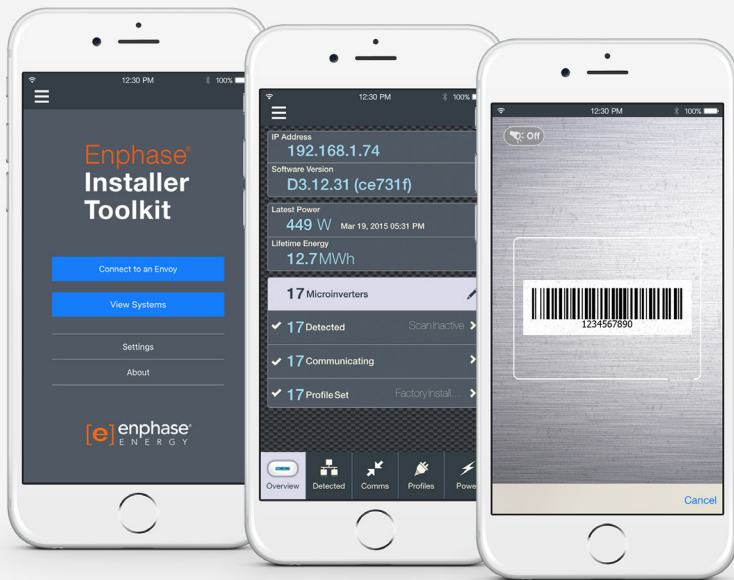 12:30 PM
100%
Enphase®
Installer
Toolkit
Connect to an Envoy
View Systems
Settings
About
[e] enphase®
ENERGY
12:30 PM
100%
IP Address
192.168.1.74
Software Version
D3.12.31 (ce731f)
Latest Power
449 W Mar 19, 2015 05:31 PM
Lifetime Energy
12.7MWh
17 Microinverters
17 Detected Scan Inactive
17 Communicating
17 Profile Set Factory Install...
Overview Detected Comms Profiles Powe
12:30 PM
100%
Off
1234567890
Cancel